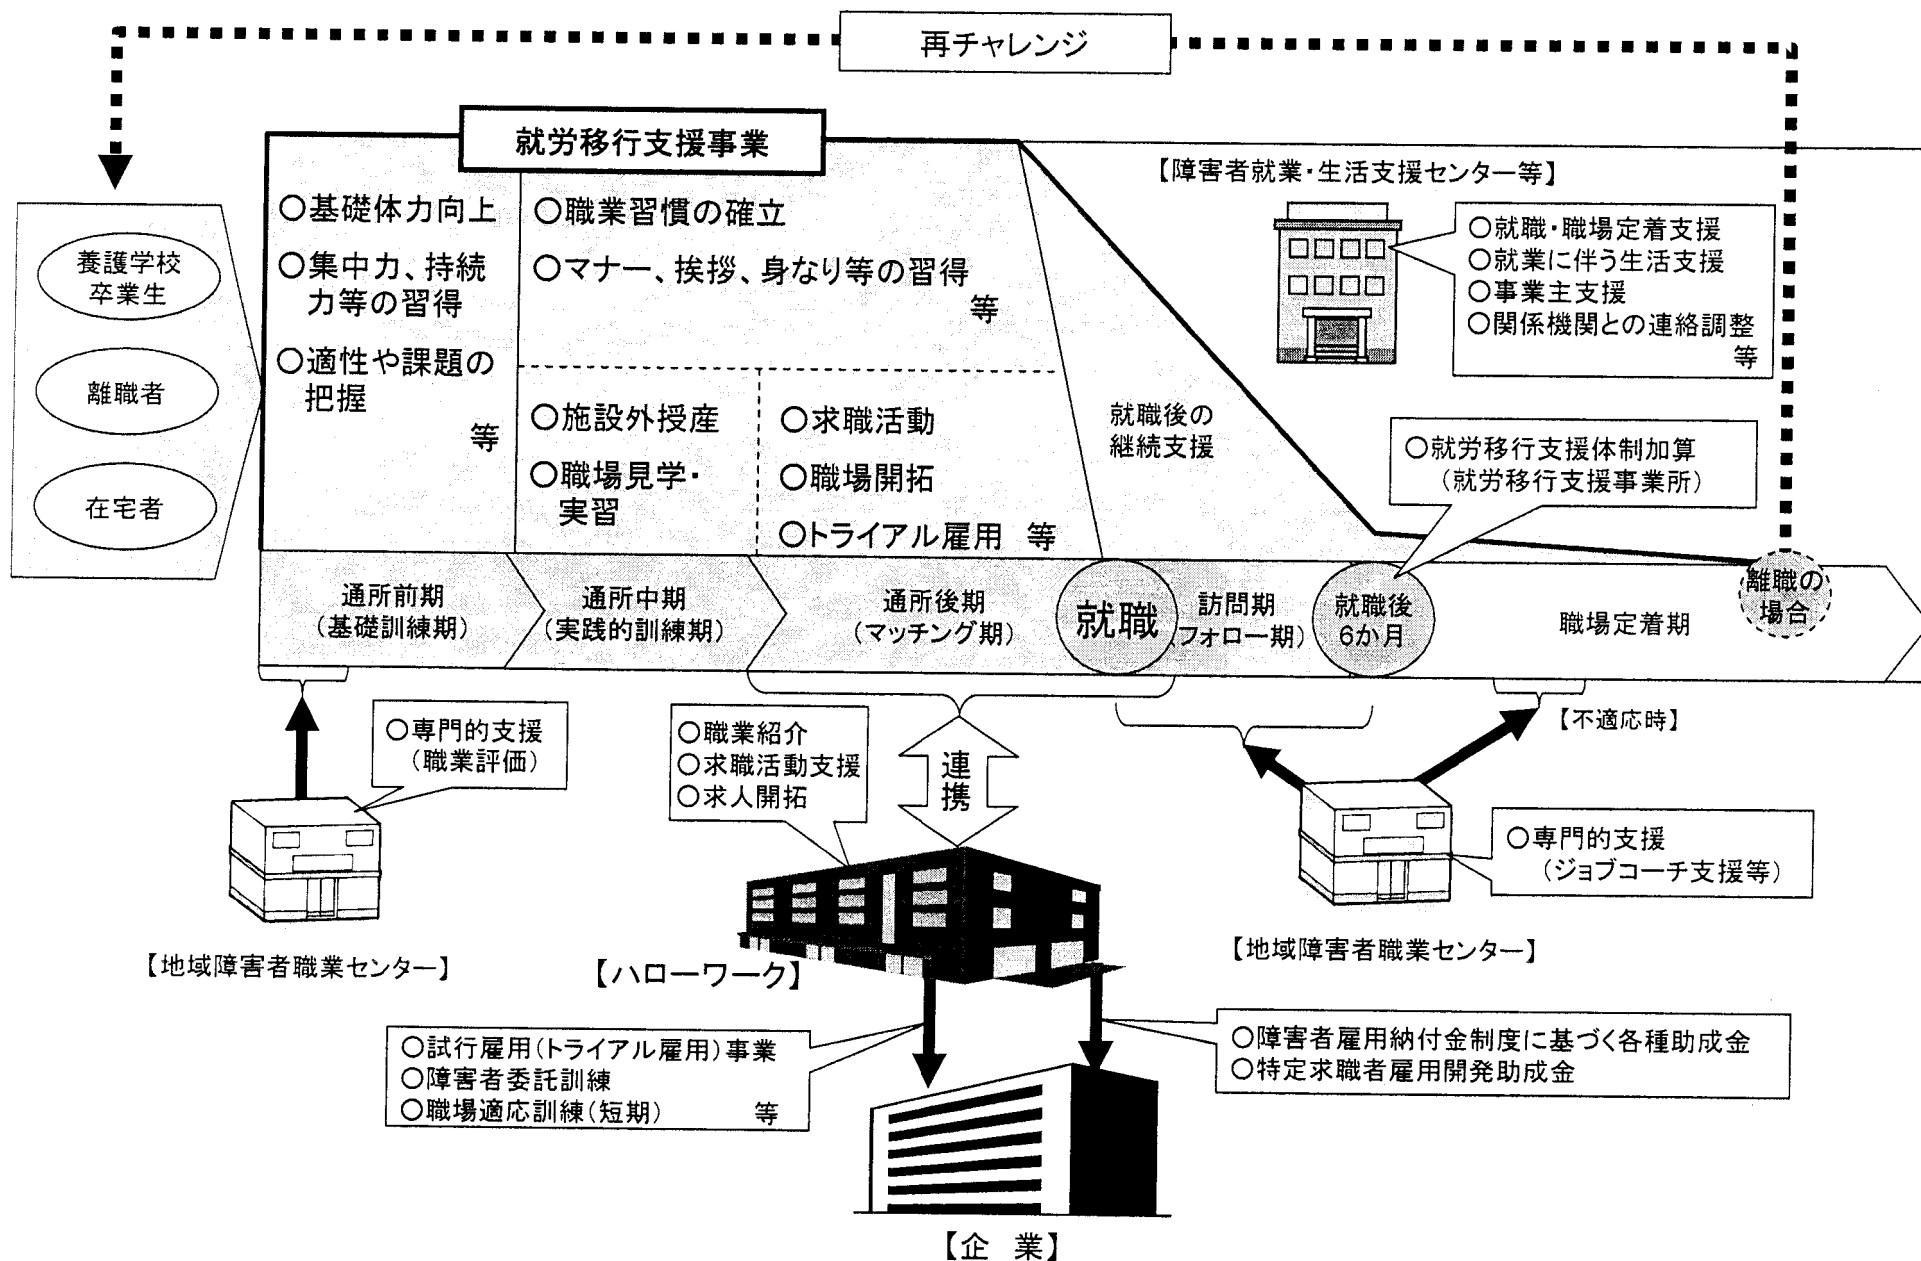 再チャレンジ
就労移行支援事業
養護学校
卒業生
離職者
在宅者
○基礎体力向上
○集中力、持続
力等の習得
○適性や課題の
把握
等
○職業習慣の確立
○マナー、挨拶、身なり等の習得
等
○施設外授産
○職場見学・
実習
○求職活動
○職場開拓
○トライアル雇用 等
就職後の
継続支援
【障害者就業・生活支援センター等】
○就職・職場定着支援
○就業に伴う生活支援
○事業主支援
○関係機関との連絡調整
等
○就労移行支援体制加算
(就労移行支援事業所)
通所前期
(基礎訓練期)
通所中期
(実践的訓練期)
通所後期
(マッチング期)
就職
訪問期
(フォロー期)
就職後
6か月
職場定着期
離職の
場合
○専門的支援
(職業評価)
【地域障害者職業センター】
○職業紹介
○求職活動支援
○求人開拓
連
携
【ハローワーク】
【不適応時】
○専門的支援
(ジョブコーチ支援等)
【地域障害者職業センター】
○試行雇用(トライアル雇用)事業
○障害者委託訓練
○職場適応訓練(短期) 等
○障害者雇用納付金制度に基づく各種助成金
○特定求職者雇用開発助成金
【企 業】